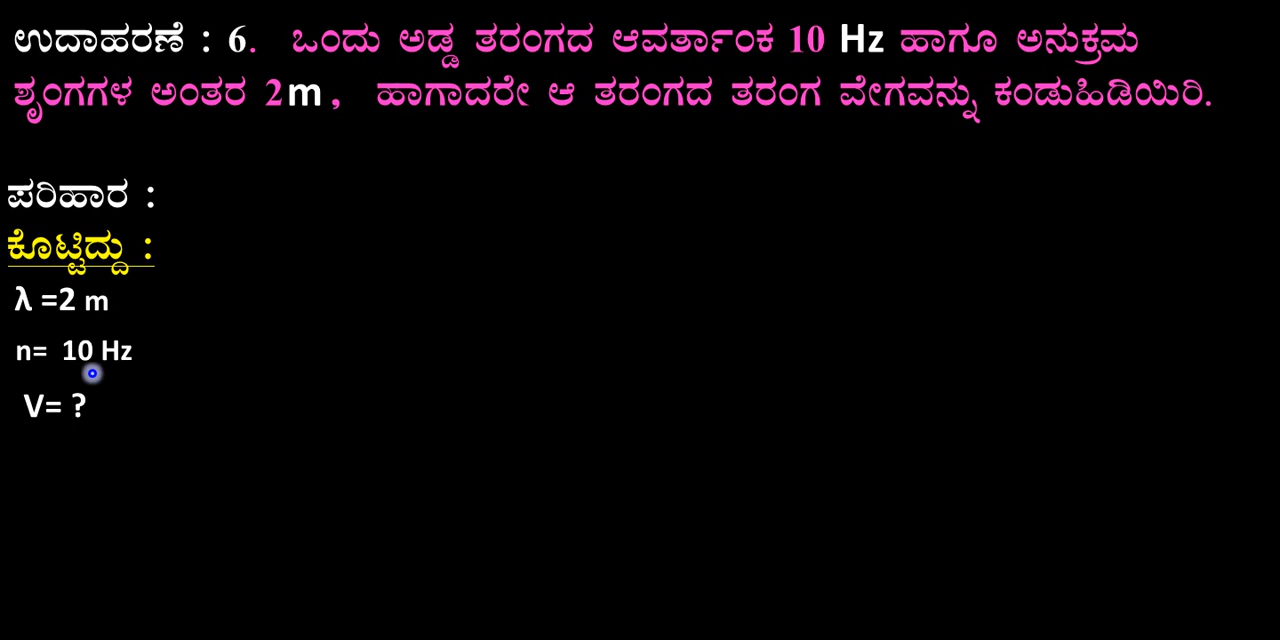 ಉದಾಹರಣೆ : 6. ಒಂದು ಅಡ್ಡ ತರಂಗದ ಆವರ್ತಾಂಕ 10 Hz ಹಾಗೂ ಅನುಕ್ರಮ
ಶೃಂಗಗಳ ಅಂತರ 2m , ಹಾಗಾದರೇ ಆ ತರಂಗದ ತರಂಗ ವೇಗವನ್ನು ಕಂಡುಹಿಡಿಯಿರಿ.
ಪರಿಹಾರ :
ಕೊಟ್ಟಿದ್ದು :
λ =2 m
n= 10 Hz
V= ?